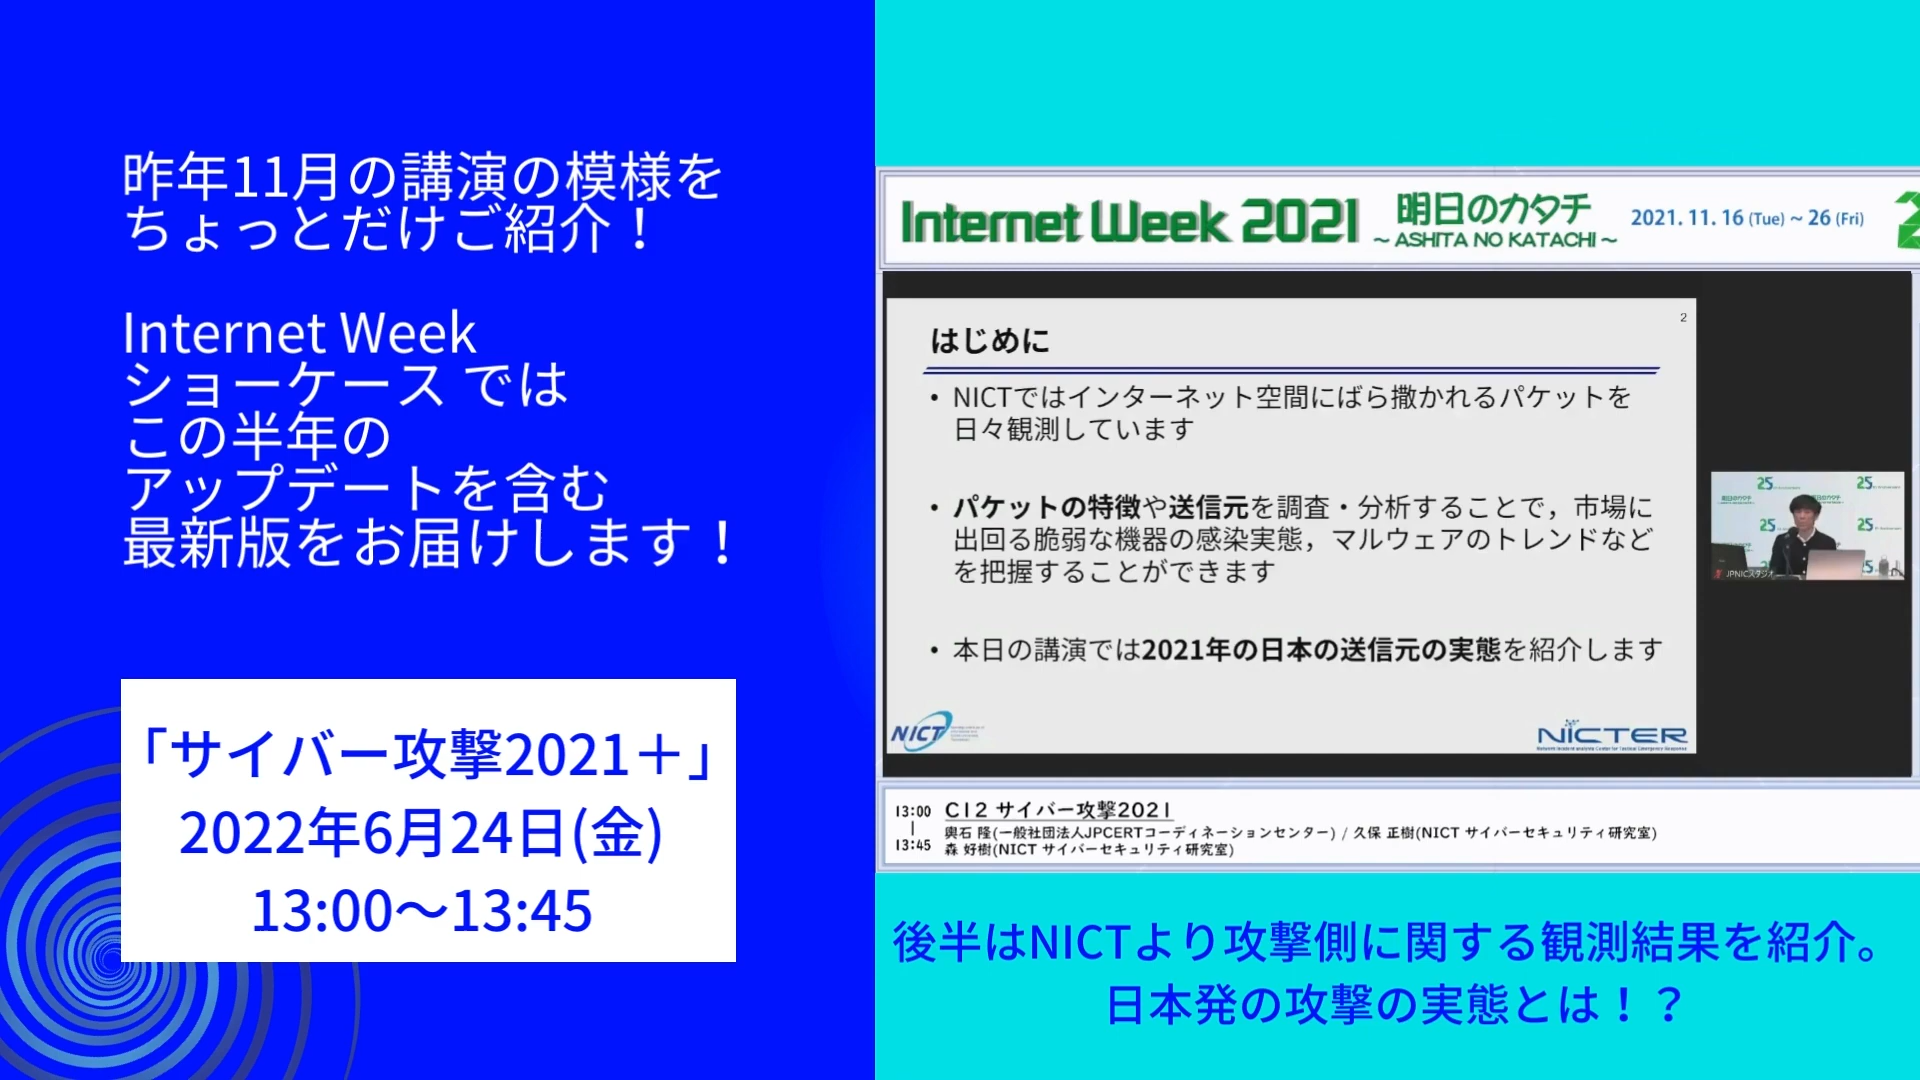 昨年11月の講演の模様を
ちょっとだけご紹介！
Internet Week
ショーケース では
この半年の
アップデートを含む
最新版をお届けします！
「サイバー攻撃2021＋」
2022年6月24日(金)
13:00〜13:45
Internet Week 2021
明日のカタチ
～ ASHITA NO KATACHI ～
2021. 11. 16 (Tue) ～ 26 (Fri)
2
はじめに
• NICTではインターネット空間にばら撒かれるパケットを
日々観測しています
• パケットの特徴や送信元を調査・分析することで，市場に
出回る脆弱な機器の感染実態，マルウェアのトレンドなど
を把握することができます
• 本日の講演では2021年の日本の送信元の実態を紹介します
NICT
NICTER
25
25
25
25
JPNICスタジオ
13:00
|
13:45
C12 サイバー攻撃2021
輿石 隆(一般社団法人JPCERTコーディネーションセンター) / 久保 正樹(NICT サイバーセキュリティ研究室)
森 好樹(NICT サイバーセキュリティ研究室)
後半はNICTより攻撃側に関する観測結果を紹介。
日本発の攻撃の実態とは！？